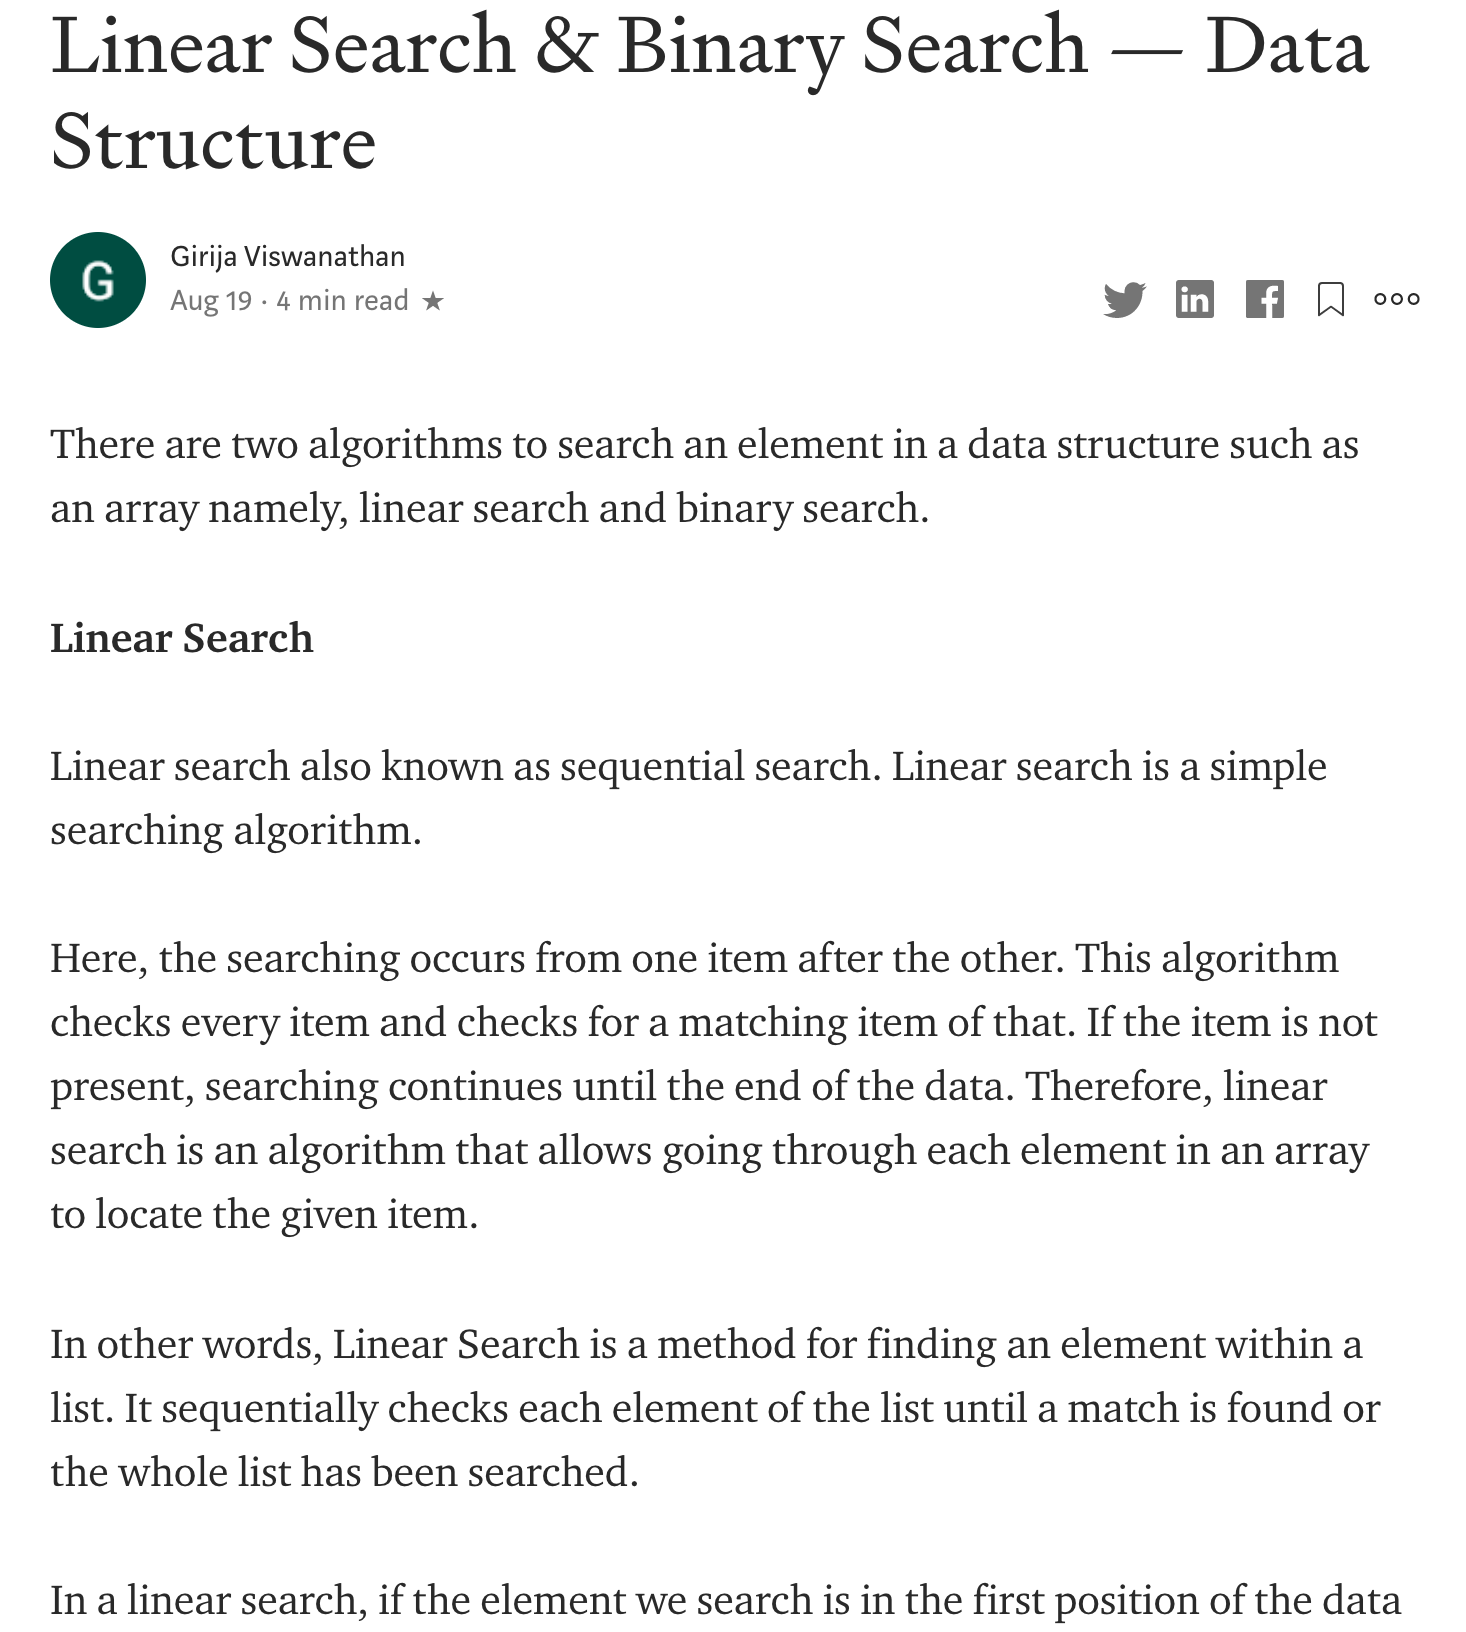 Linear Search & Binary Search — Data
Structure
G
Girija Viswanathan
Aug 19 · 4 min read ★
in f
There are two algorithms to search an element in a data structure such as
an array namely, linear search and binary search.
Linear Search
Linear search also known as sequential search. Linear search is a simple
searching algorithm.
Here, the searching occurs from one item after the other. This algorithm
checks every item and checks for a matching item of that. If the item is not
present, searching continues until the end of the data. Therefore, linear
search is an algorithm that allows going through each element in an array
to locate the given item.
In other words, Linear Search is a method for finding an element within a
list. It sequentially checks each element of the list until a match is found or
the whole list has been searched.
In a linear search, if the element we search is in the first position of the data